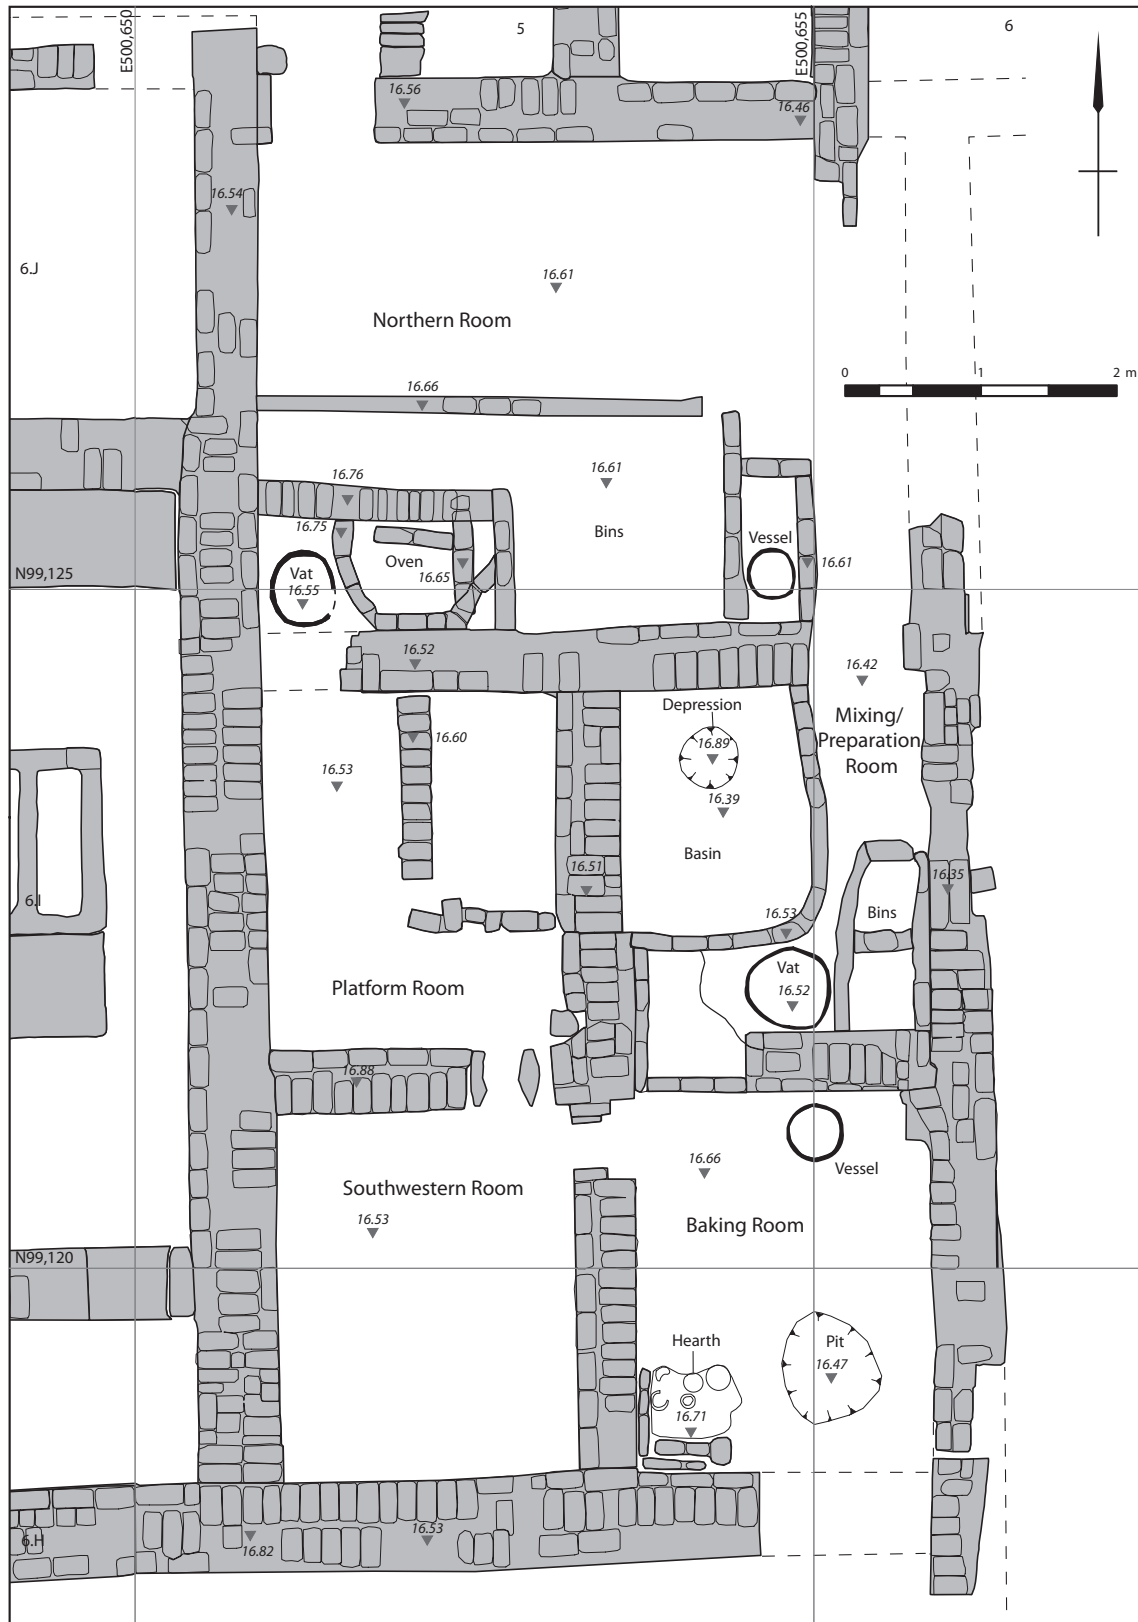 E500,650
5
E500,655
6
16.56
16.46
16.54
6.J
16.61
Northern Room
0
1
2 m
16.66
16.76
16.61
16.75
Bins
Vessel
Oven
16.65
16.61
N99,125
Vat
16.55
16.52
16.42
Depression
Mixing/
Preparation
Room
16.60
16.89
16.53
16.39
Basin
16.51
16.35
6.I
Bins
16.53
Vat
16.52
Platform Room
16.88
Vessel
16.66
Southwestern Room
16.53
Baking Room
N99,120
Hearth
Pit
16.47
16.71
6.H
16.82
16.53